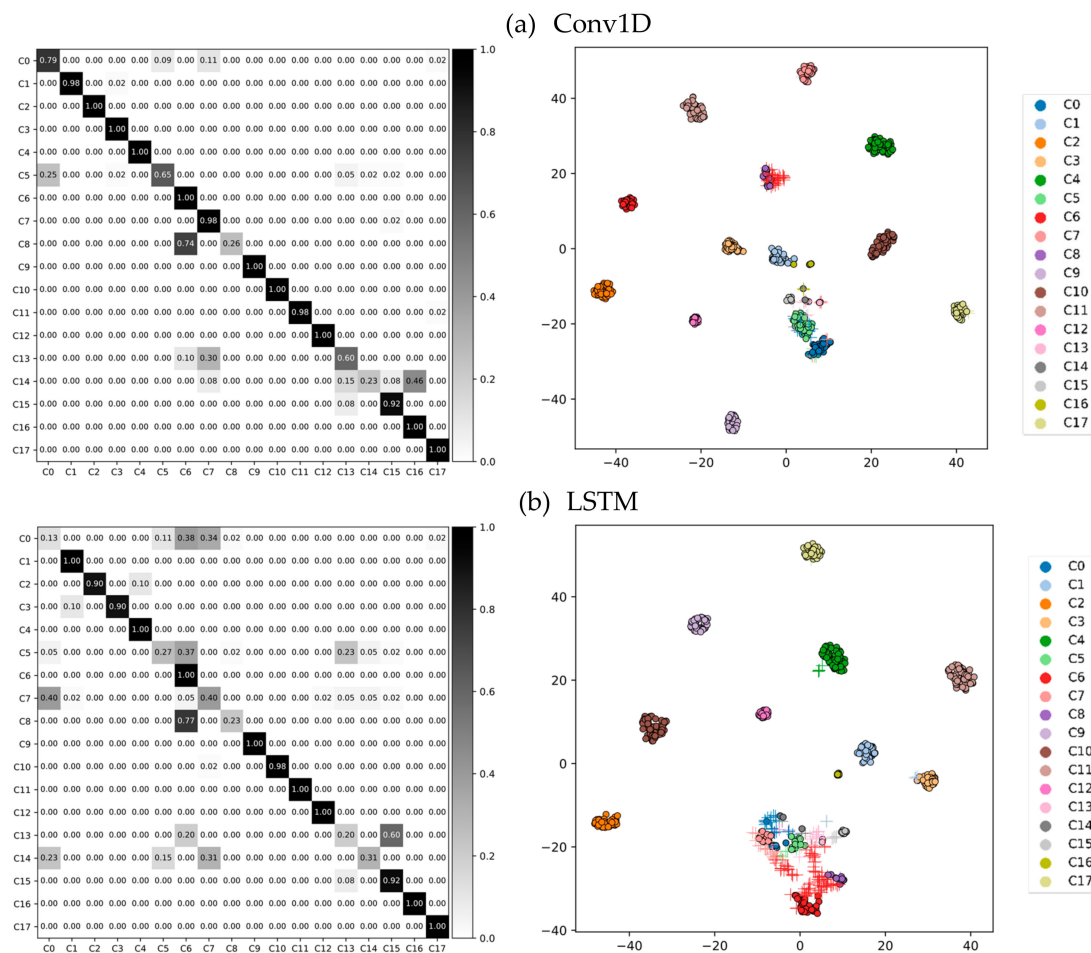 (a) Conv1D
C0 0.79 0.00 0.00 0.00 0.00 0.09 0.00 0.11 0.00 0.00 0.00 0.00 0.00 0.00 0.00 0.00 0.00 0.02
C1 0.00 0.98 0.00 0.02 0.00 0.00 0.00 0.00 0.00 0.00 0.00 0.00 0.00 0.00 0.00 0.00 0.00 0.00
C2 0.00 0.00 1.00 0.00 0.00 0.00 0.00 0.00 0.00 0.00 0.00 0.00 0.00 0.00 0.00 0.00 0.00 0.00
C3 0.00 0.00 0.00 1.00 0.00 0.00 0.00 0.00 0.00 0.00 0.00 0.00 0.00 0.00 0.00 0.00 0.00 0.00
C4 0.00 0.00 0.00 0.00 1.00 0.00 0.00 0.00 0.00 0.00 0.00 0.00 0.00 0.00 0.00 0.00 0.00 0.00
C5 0.25 0.00 0.00 0.02 0.00 0.65 0.00 0.00 0.00 0.00 0.00 0.00 0.00 0.05 0.02 0.02 0.00 0.00
C6 0.00 0.00 0.00 0.00 0.00 0.00 1.00 0.00 0.00 0.00 0.00 0.00 0.00 0.00 0.00 0.00 0.00 0.00
C7 0.00 0.00 0.00 0.00 0.00 0.00 0.00 0.98 0.00 0.00 0.00 0.00 0.00 0.00 0.00 0.02 0.00 0.00
C8 0.00 0.00 0.00 0.00 0.00 0.00 0.74 0.00 0.26 0.00 0.00 0.00 0.00 0.00 0.00 0.00 0.00 0.00
C9 0.00 0.00 0.00 0.00 0.00 0.00 0.00 0.00 0.00 1.00 0.00 0.00 0.00 0.00 0.00 0.00 0.00 0.00
C10 0.00 0.00 0.00 0.00 0.00 0.00 0.00 0.00 0.00 0.00 1.00 0.00 0.00 0.00 0.00 0.00 0.00 0.00
C11 0.00 0.00 0.00 0.00 0.00 0.00 0.00 0.00 0.00 0.00 0.00 0.98 0.00 0.00 0.00 0.00 0.00 0.02
C12 0.00 0.00 0.00 0.00 0.00 0.00 0.00 0.00 0.00 0.00 0.00 0.00 1.00 0.00 0.00 0.00 0.00 0.00
C13 0.00 0.00 0.00 0.00 0.00 0.00 0.10 0.30 0.00 0.00 0.00 0.00 0.00 0.60 0.00 0.00 0.00 0.00
C14 0.00 0.00 0.00 0.00 0.00 0.00 0.00 0.08 0.00 0.00 0.00 0.00 0.00 0.15 0.23 0.08 0.46 0.00
C15 0.00 0.00 0.00 0.00 0.00 0.00 0.00 0.00 0.00 0.00 0.00 0.00 0.00 0.08 0.00 0.92 0.00 0.00
C16 0.00 0.00 0.00 0.00 0.00 0.00 0.00 0.00 0.00 0.00 0.00 0.00 0.00 0.00 0.00 0.00 1.00 0.00
C17 0.00 0.00 0.00 0.00 0.00 0.00 0.00 0.00 0.00 0.00 0.00 0.00 0.00 0.00 0.00 0.00 0.00 1.00
C0 C1 C2 C3 C4 C5 C6 C7 C8 C9 C10 C11 C12 C13 C14 C15 C16 C17
1.0
0.8
0.6
0.4
0.2
0.0
40
20
0
−20
−40
−40 −20 0 20 40
C0
C1
C2
C3
C4
C5
C6
C7
C8
C9
C10
C11
C12
C13
C14
C15
C16
C17
(b) LSTM
C0 0.13 0.00 0.00 0.00 0.00 0.11 0.38 0.34 0.02 0.00 0.00 0.00 0.00 0.00 0.00 0.00 0.00 0.02
C1 0.00 1.00 0.00 0.00 0.00 0.00 0.00 0.00 0.00 0.00 0.00 0.00 0.00 0.00 0.00 0.00 0.00 0.00
C2 0.00 0.00 0.90 0.00 0.10 0.00 0.00 0.00 0.00 0.00 0.00 0.00 0.00 0.00 0.00 0.00 0.00 0.00
C3 0.00 0.10 0.00 0.90 0.00 0.00 0.00 0.00 0.00 0.00 0.00 0.00 0.00 0.00 0.00 0.00 0.00 0.00
C4 0.00 0.00 0.00 0.00 1.00 0.00 0.00 0.00 0.00 0.00 0.00 0.00 0.00 0.00 0.00 0.00 0.00 0.00
C5 0.05 0.00 0.00 0.00 0.00 0.27 0.37 0.00 0.02 0.00 0.00 0.00 0.00 0.23 0.05 0.02 0.00 0.00
C6 0.00 0.00 0.00 0.00 0.00 0.00 1.00 0.00 0.00 0.00 0.00 0.00 0.00 0.00 0.00 0.00 0.00 0.00
C7 0.40 0.00 0.00 0.00 0.00 0.00 0.05 0.40 0.00 0.00 0.00 0.00 0.02 0.05 0.05 0.02 0.00 0.00
C8 0.00 0.00 0.00 0.00 0.00 0.00 0.77 0.00 0.23 0.00 0.00 0.00 0.00 0.00 0.00 0.00 0.00 0.00
C9 0.00 0.00 0.00 0.00 0.00 0.00 0.00 0.00 0.00 1.00 0.00 0.00 0.00 0.00 0.00 0.00 0.00 0.00
C10 0.00 0.00 0.00 0.00 0.00 0.00 0.00 0.02 0.00 0.00 0.98 0.00 0.00 0.00 0.00 0.00 0.00 0.00
C11 0.00 0.00 0.00 0.00 0.00 0.00 0.00 0.00 0.00 0.00 0.00 1.00 0.00 0.00 0.00 0.00 0.00 0.00
C12 0.00 0.00 0.00 0.00 0.00 0.00 0.00 0.00 0.00 0.00 0.00 0.00 1.00 0.00 0.00 0.00 0.00 0.00
C13 0.00 0.00 0.00 0.00 0.00 0.00 0.20 0.00 0.00 0.00 0.00 0.00 0.00 0.20 0.00 0.60 0.00 0.00
C14 0.23 0.00 0.00 0.00 0.00 0.15 0.00 0.31 0.00 0.00 0.00 0.00 0.00 0.00 0.31 0.00 0.00 0.00
C15 0.00 0.00 0.00 0.00 0.00 0.00 0.00 0.00 0.00 0.00 0.00 0.00 0.00 0.08 0.00 0.92 0.00 0.00
C16 0.00 0.00 0.00 0.00 0.00 0.00 0.00 0.00 0.00 0.00 0.00 0.00 0.00 0.00 0.00 0.00 1.00 0.00
C17 0.00 0.00 0.00 0.00 0.00 0.00 0.00 0.00 0.00 0.00 0.00 0.00 0.00 0.00 0.00 0.00 0.00 1.00
C0 C1 C2 C3 C4 C5 C6 C7 C8 C9 C10 C11 C12 C13 C14 C15 C16 C17
1.0
0.8
0.6
0.4
0.2
0.0
40
20
0
−20
−40
−40 −20 0 20 40
C0
C1
C2
C3
C4
C5
C6
C7
C8
C9
C10
C11
C12
C13
C14
C15
C16
C17